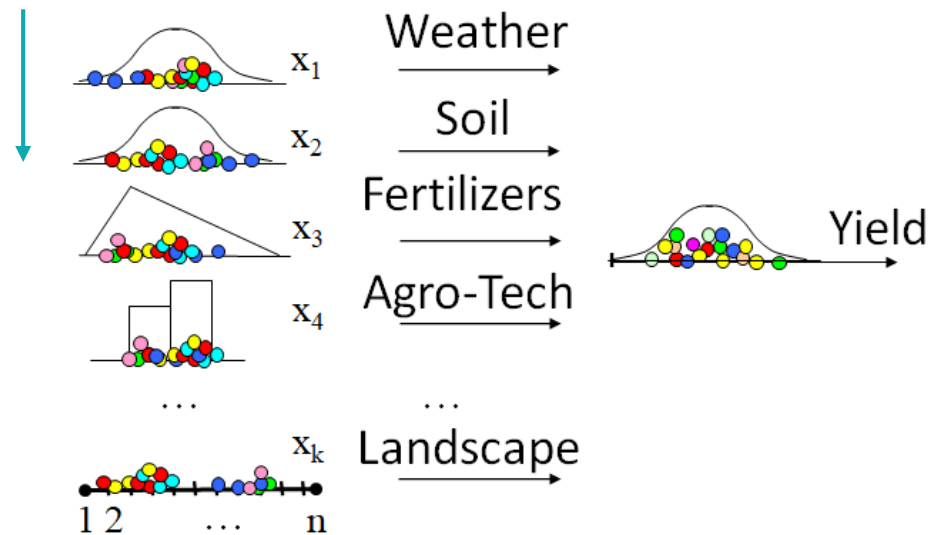 x1 Weather
x2 Soil
x3 Fertilizers
Yield
x4 Agro-Tech
... ...
xk Landscape
1 2 ... n